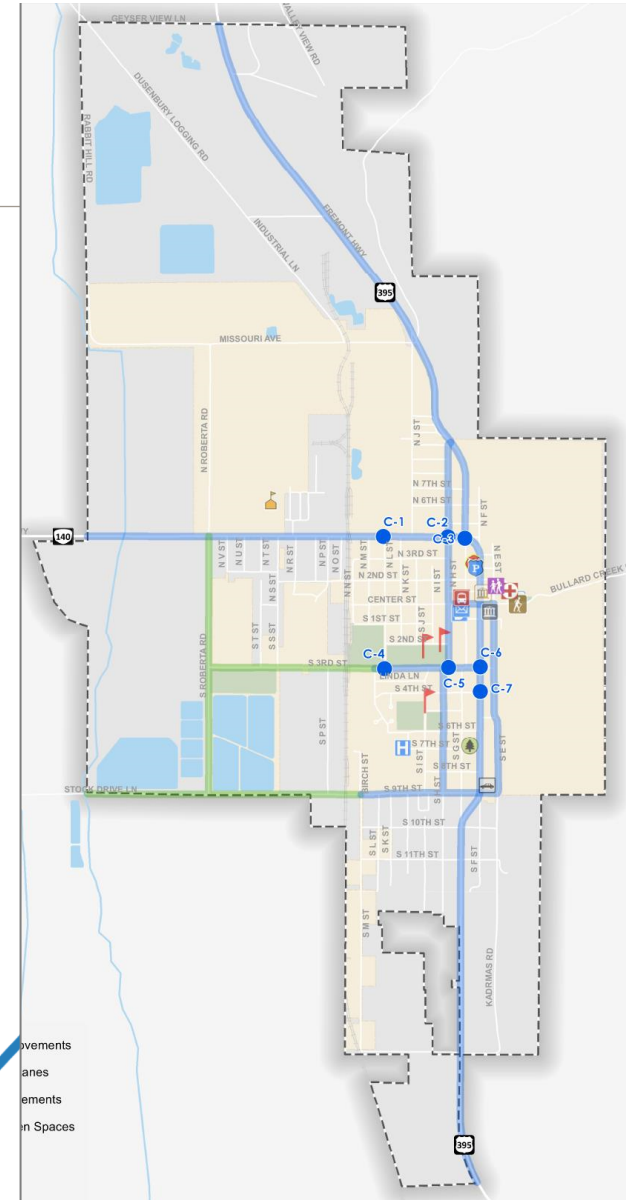 GEYSER VIEW LN
VALLEY VIEW RD
DUSENBURY LOGGING RD
RABBIT HILL RD
INDUSTRIAL LN
FREMONT HWY
395
MISSOURI AVE
N ROBERTA RD
N J ST
N 7TH ST
N 6TH ST
N F ST
140
C-1
C-2
C-3
N V ST
N U ST
N T ST
N S ST
N R ST
N P ST
N O ST
N N ST
N M ST
N L ST
N K ST
N I ST
N H ST
N E ST
N 3RD ST
N 2ND ST
P
BULLARD CREEK
CENTER ST
S 1ST ST
S J ST
S T ST
S S ST
S 2ND ST
S ROBERTA RD
S 3RD ST
C-4
C-5
C-6
LINDA LN
S 4TH ST
C-7
S P ST
S 6TH ST
H
S 7TH ST
S 8TH ST
S I ST
S H ST
S G ST
S E ST
BIRCH ST
STOCK DRIVE LN
S 9TH ST
S 10TH ST
S 11TH ST
S L ST
S K ST
S F ST
S M ST
KADRMAS RD
ovements
anes
ements
en Spaces
395